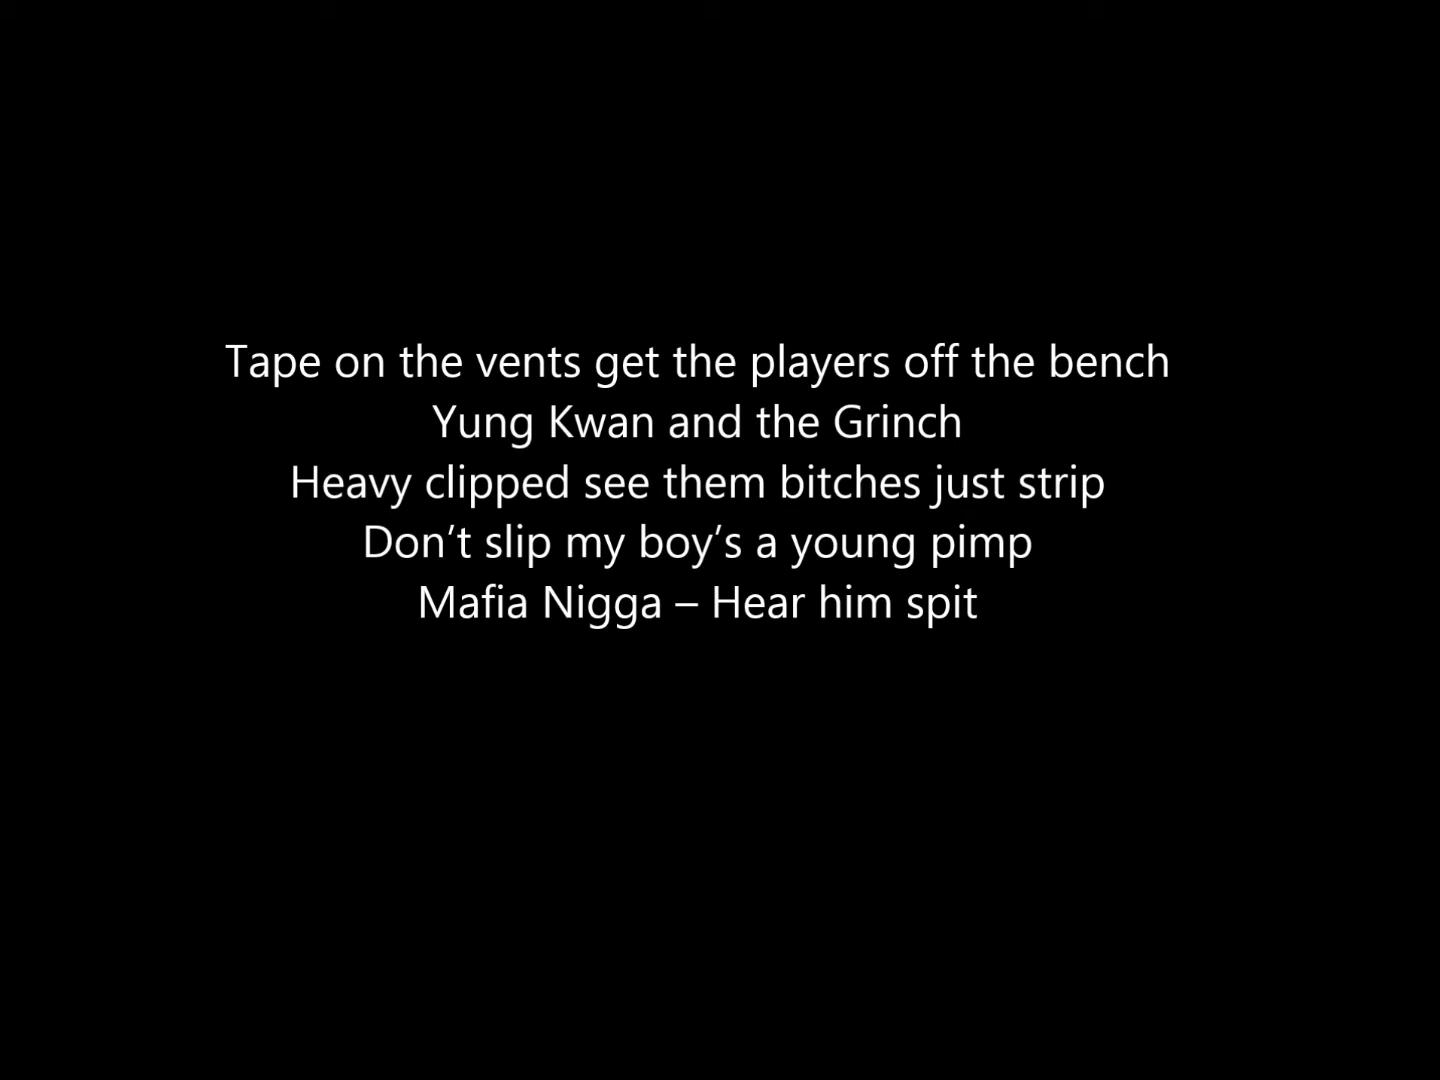 Tape on the vents get the players off the bench
Yung Kwan and the Grinch
Heavy clipped see them bitches just strip
Don’t slip my boy’s a young pimp
Mafia Nigga – Hear him spit